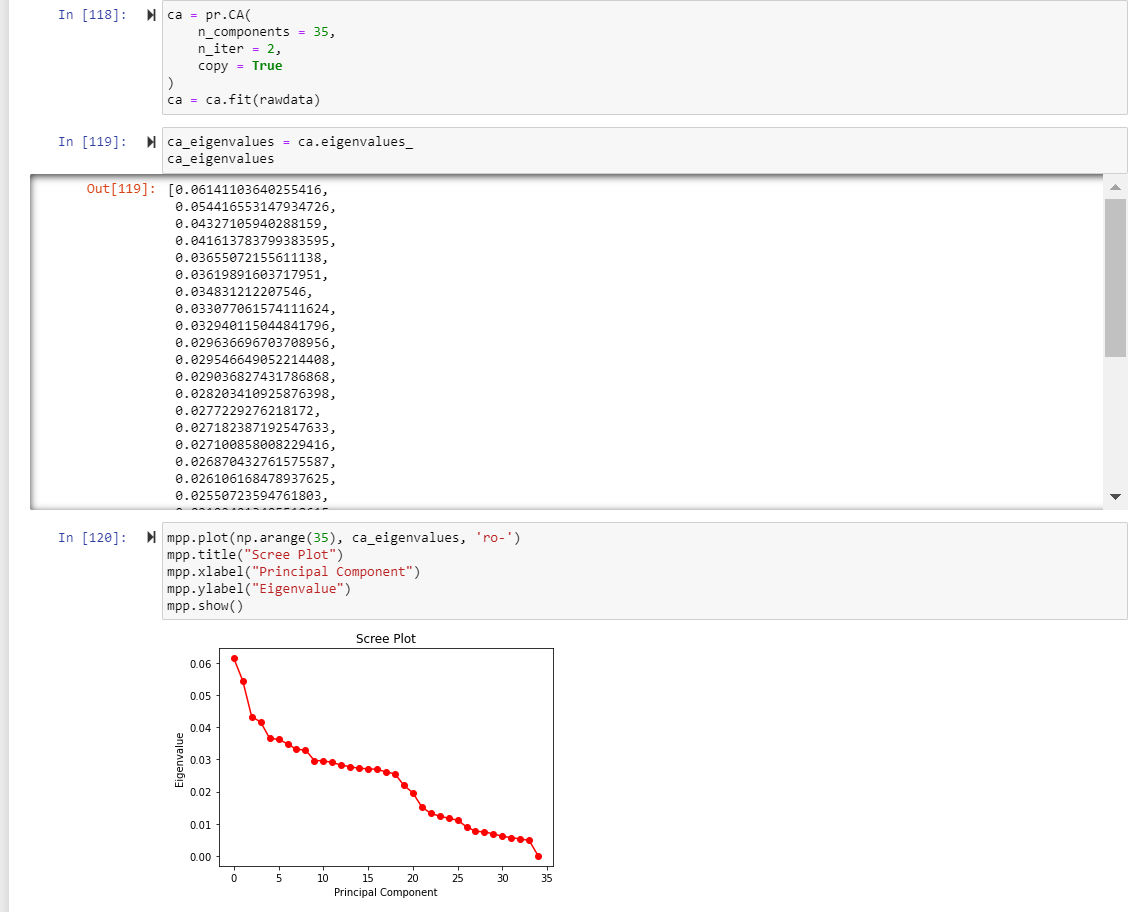 In [118]:
ca = pr.CA(
    n_components = 35,
    n_iter = 2,
    copy = True
)
ca = ca.fit(rawdata)
In [119]:
ca_eigenvalues = ca.eigenvalues_
ca_eigenvalues
Out[119]:
[0.06141103640255416,
0.054416553147934726,
0.04327105940288159,
0.041613783799383595,
0.03655072155611138,
0.03619891603717951,
0.034831212207546,
0.033077061574111624,
0.032940115044841796,
0.029636696703708956,
0.029546649052214408,
0.029036827431786868,
0.028203410925876398,
0.0277229276218172,
0.027182387192547633,
0.027100858008229416,
0.026870432761575587,
0.026106168478937625,
0.02550723594761803,
In [120]:
mpp.plot(np.arange(35), ca_eigenvalues, 'ro-')
mpp.title("Scree Plot")
mpp.xlabel("Principal Component")
mpp.ylabel("Eigenvalue")
mpp.show()
Scree Plot
Eigenvalue
0.06
0.05
0.04
0.03
0.02
0.01
0.00
0 5 10 15 20 25 30 35
Principal Component